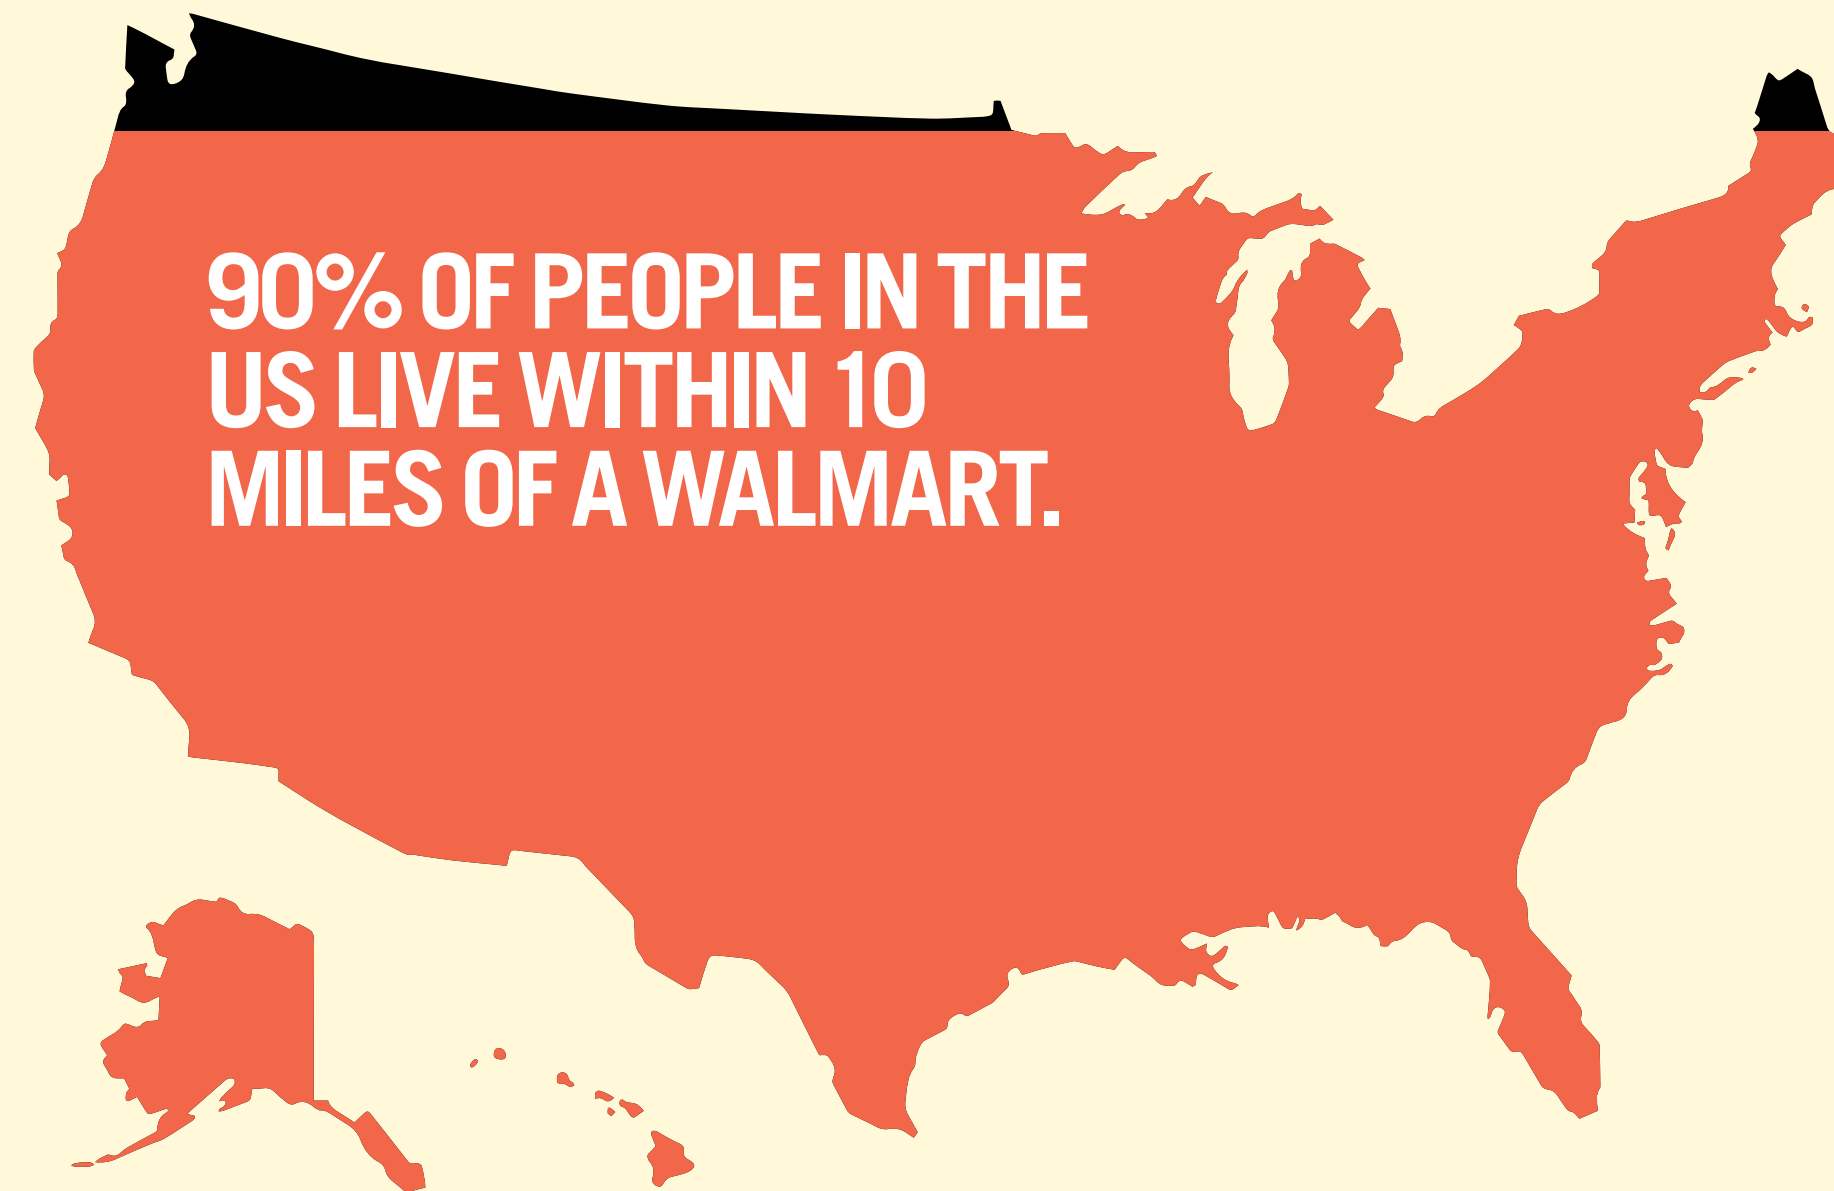 90% OF PEOPLE IN THE
US LIVE WITHIN 10
MILES OF A WALMART.